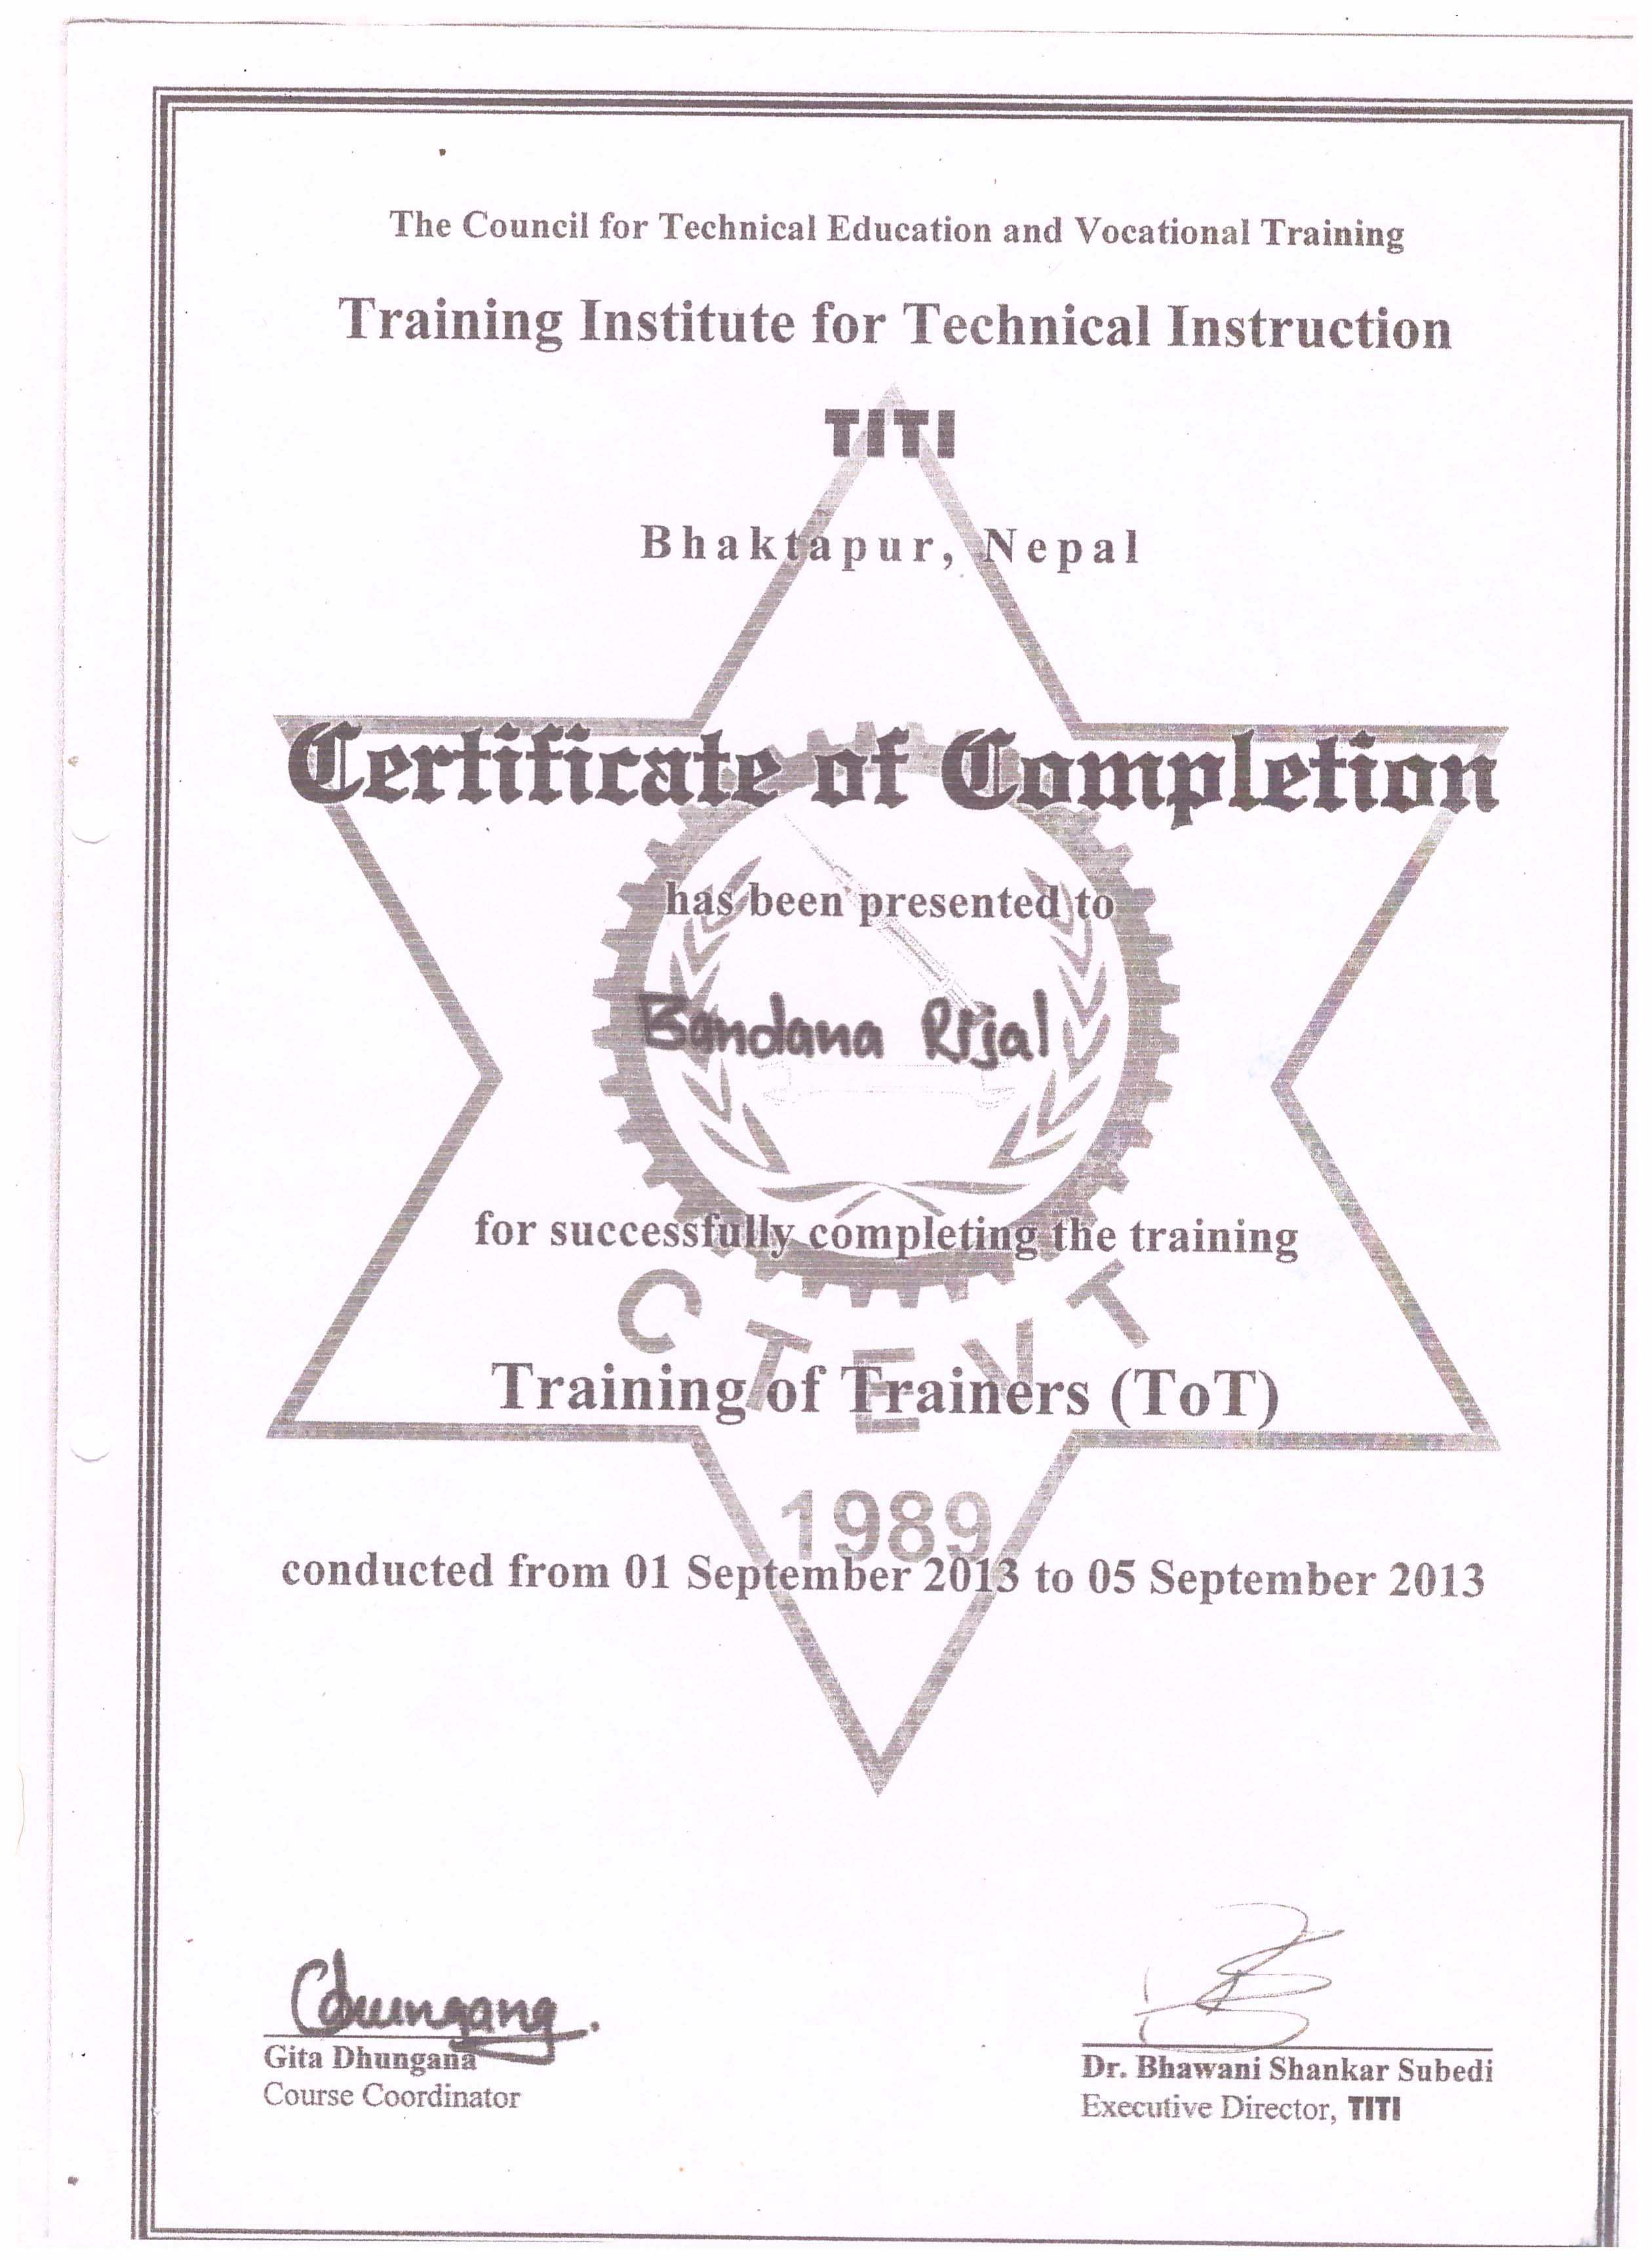 The Council for Technical Education and Vocational Training
Training Institute for Technical Instruction
TITI
Bhaktapur, Nepal
Certificate of Completion
has been presented to
Bandana Rijal
for successfully completing the training
CTEVT
Training of Trainers (ToT)
1989
conducted from 01 September 2013 to 05 September 2013
Gita Dhungana
Course Coordinator
Dr. Bhawani Shankar Subedi
Executive Director, TITI